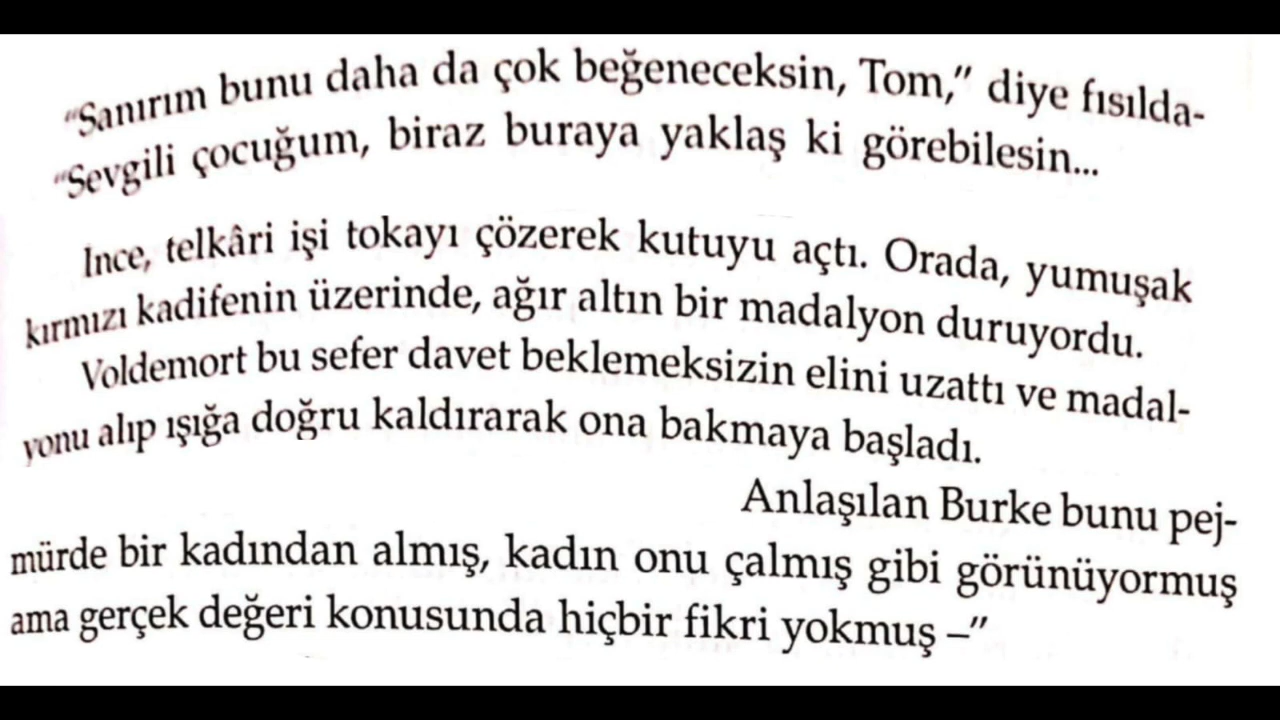 “Sanırım bunu daha da çok beğeneceksin, Tom,” diye fısılda-
“Sevgili çocuğum, biraz buraya yaklaş ki görebilesin...
Ince, telkâri işi tokayı çözerek kutuyu açtı. Orada, yumuşak
kırmızı kadifenin üzerinde, ağır altın bir madalyon duruyordu.
Voldemort bu sefer davet beklemeksizin elini uzattı ve madal-
yonu alıp ışığa doğru kaldırarak ona bakmaya başladı.
Anlaşılan Burke bunu pej-
mürde bir kadından almış, kadın onu çalmış gibi görünüyormuş
ama gerçek değeri konusunda hiçbir fikri yokmuş –”